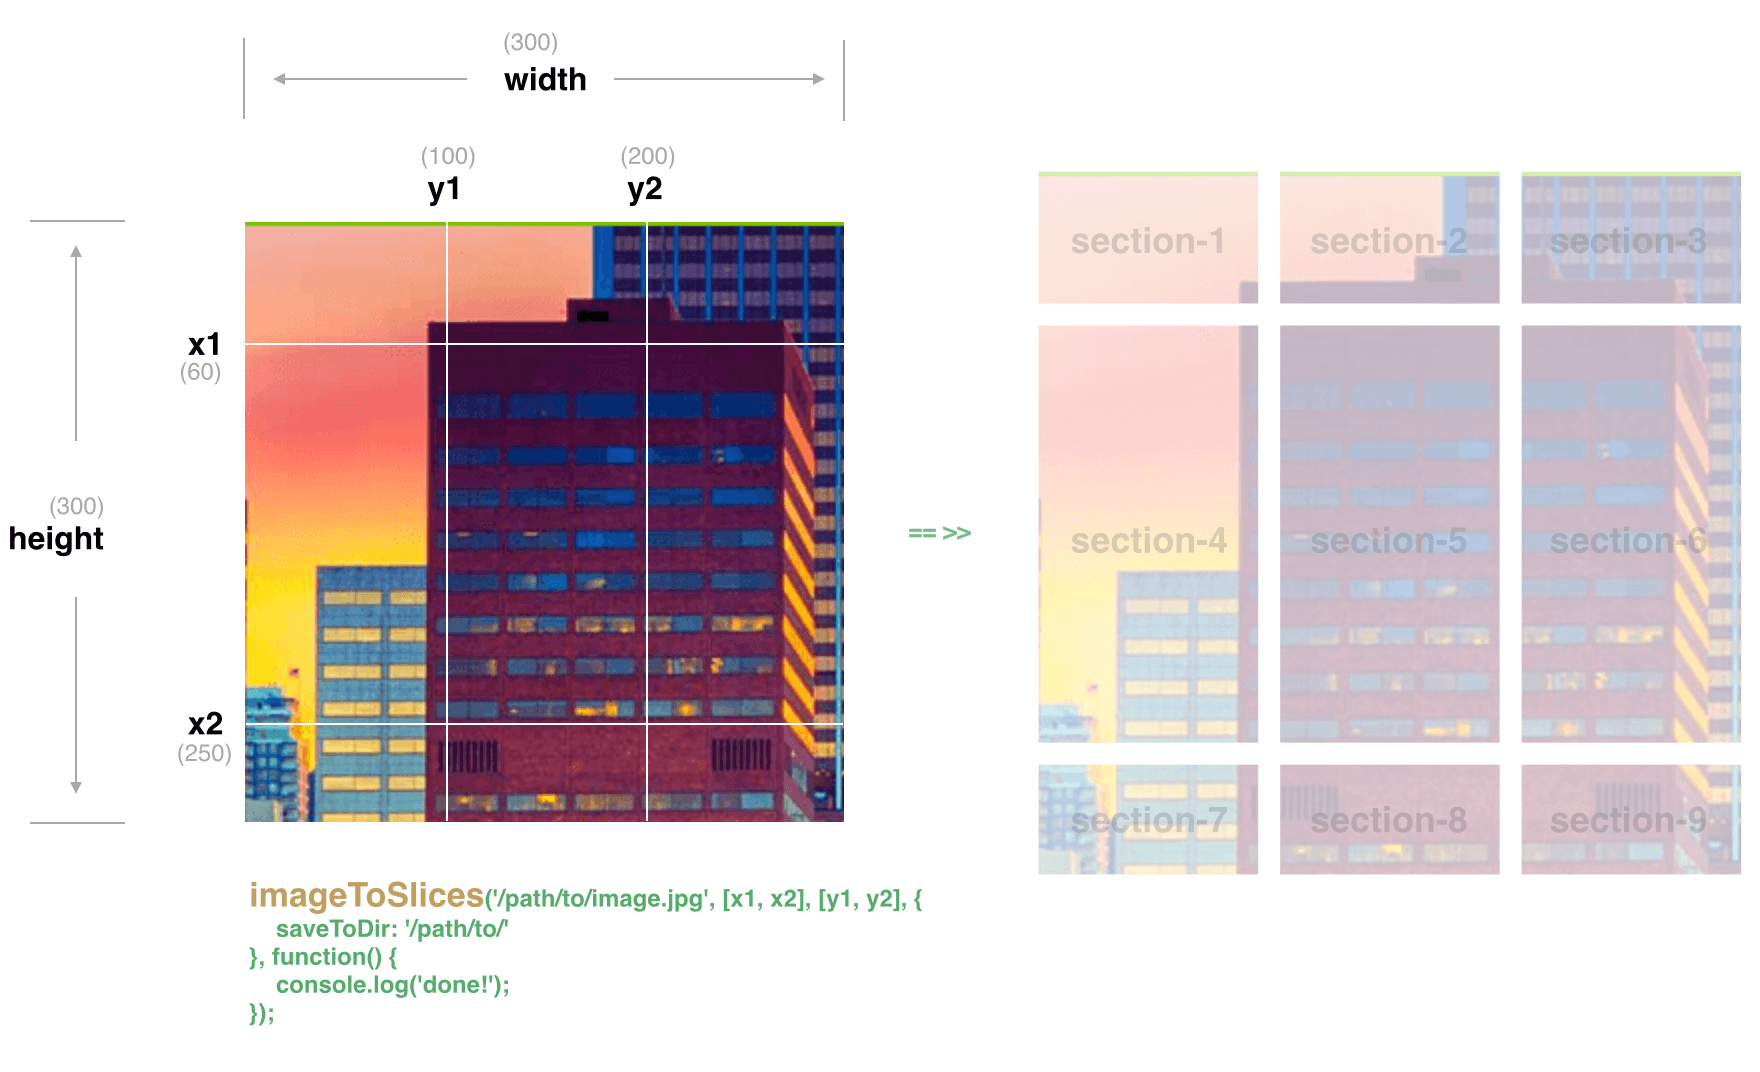 (300)
width
(100)
(200)
y1
y2
x1
(60)
(300)
height
x2
(250)
== >>
section-1
section-2
section-3
section-4
section-5
section-6
section-7
section-8
section-9
imageToSlices('/path/to/image.jpg', [x1, x2], [y1, y2], {
saveToDir: '/path/to/'
}, function() {
console.log('done!');
});